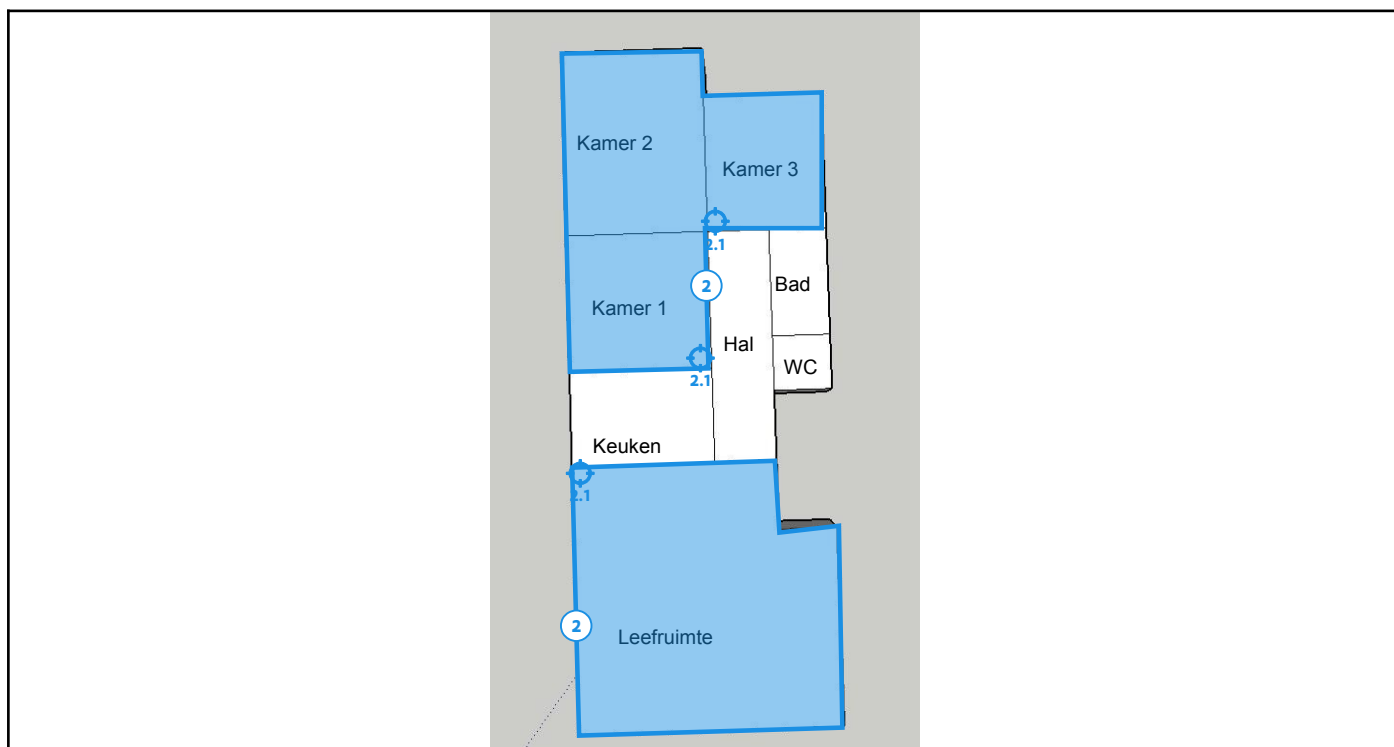 Kamer 2
Kamer 3
2.1
2
Bad
Kamer 1
Hal
WC
2.1
Keuken
2.1
2
Leefruimte